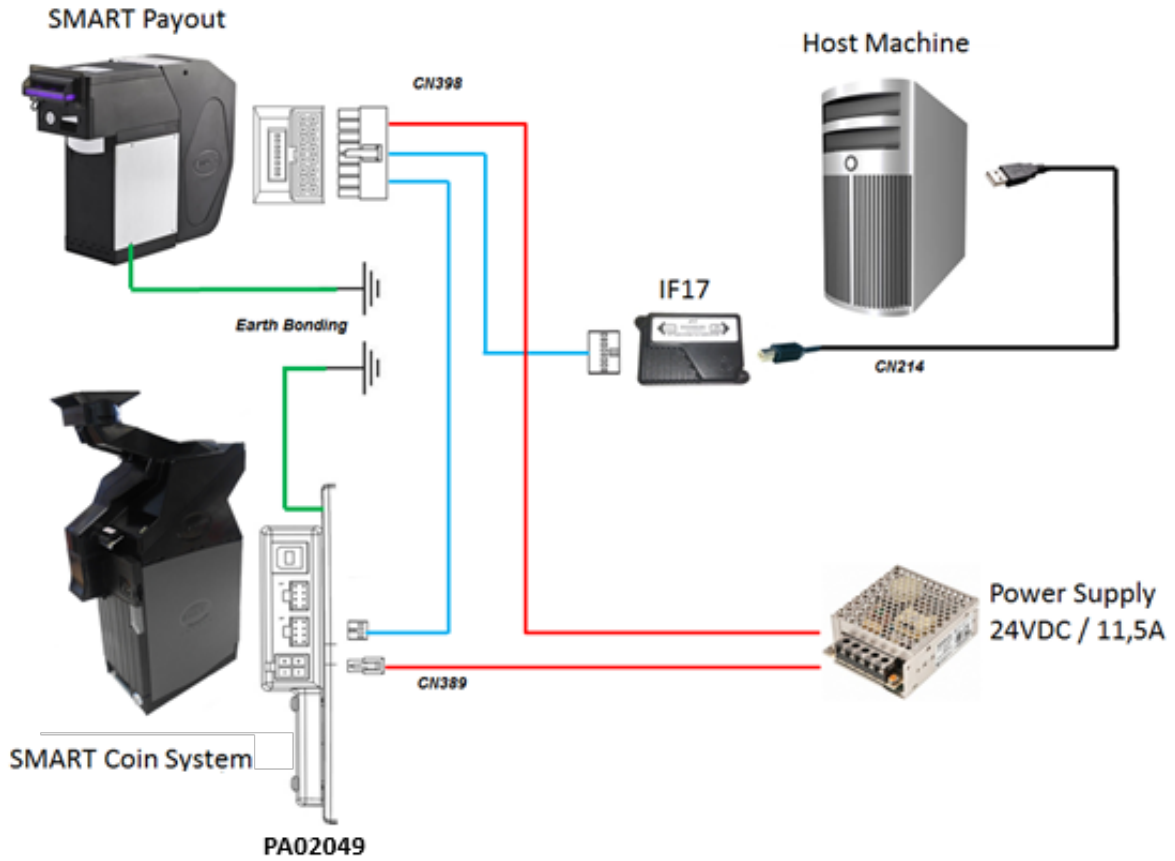 SMART Payout
Host Machine
CN398
IF17
Earth Bonding
CN214
Power Supply
24VDC / 11,5A
CN389
SMART Coin System
PA02049